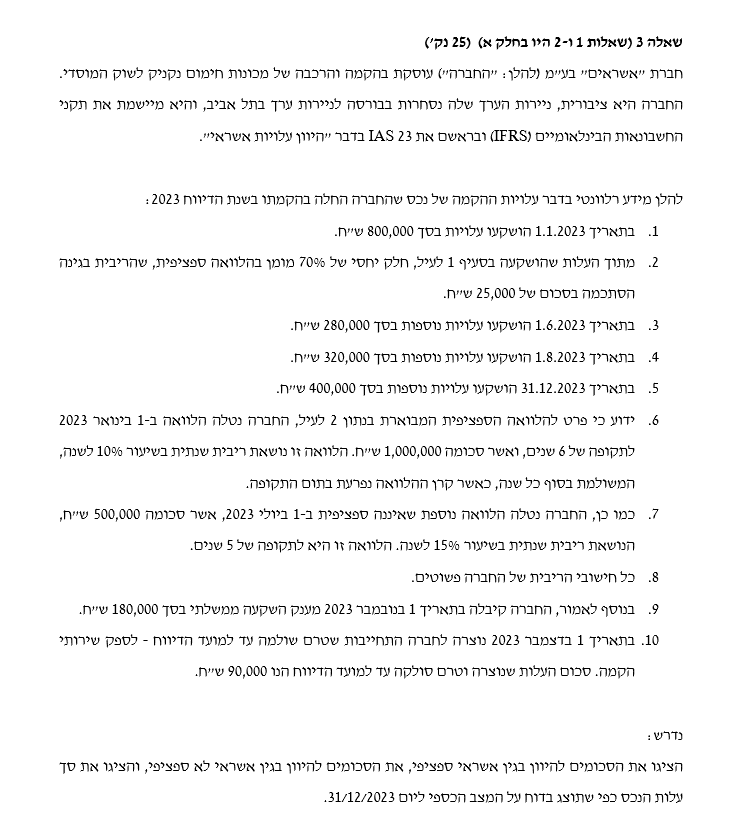 שאלה 3 (שאלות 1 ו-2 היו בחלק א) (25 נק')
חברת "אשראים" בע"מ (להלן: "החברה") עוסקת בהקמה והרכבה של מכונות חימום נקניק לשוק המוסדי.
החברה היא ציבורית, ניירות הערך שלה נסחרות בבורסה לניירות ערך בתל אביב, והיא מיישמת את תקני
החשבונאות הבינלאומיים (IFRS) ובראשם את IAS 23 בדבר "היוון עלויות אשראי".
להלן מידע רלוונטי בדבר עלויות ההקמה של נכס שהחברה החלה בהקמתו בשנת הדיווח 2023:
1. בתאריך 1.1.2023 הושקעו עלויות בסך 800,000 ש"ח.
2. מתוך העלות שהושקעה בסעיף 1 לעיל, חלק יחסי של 70% מומן בהלוואה ספציפית, שהריבית בגינה
הסתכמה בסכום של 25,000 ש"ח.
3. בתאריך 1.6.2023 הושקעו עלויות נוספות בסך 280,000 ש"ח.
4. בתאריך 1.8.2023 הושקעו עלויות נוספות בסך 320,000 ש"ח.
5. בתאריך 31.12.2023 הושקעו עלויות נוספות בסך 400,000 ש"ח.
6. ידוע כי פרט להלוואה הספציפית המבוארת בנתון 2 לעיל, החברה נטלה הלוואה ב-1 בינואר 2023
לתקופה של 6 שנים, ואשר סכומה 1,000,000 ש"ח. הלוואה זו נושאת ריבית שנתית בשיעור 10% לשנה,
המשולמת בסוף כל שנה, כאשר קרן ההלוואה נפרעת בתום התקופה.
7. כמו כן, החברה נטלה הלוואה נוספת שאיננה ספציפית ב-1 ביולי 2023, אשר סכומה 500,000 ש"ח,
הנושאת ריבית שנתית בשיעור 15% לשנה. הלוואה זו היא לתקופה של 5 שנים.
8. כל חישובי הריבית של החברה פשוטים.
9. בנוסף לאמור, החברה קיבלה בתאריך 1 בנובמבר 2023 מענק השקעה ממשלתי בסך 180,000 ש"ח.
10. בתאריך 1 בדצמבר 2023 נוצרה לחברה התחייבות שטרם שולמה עד למועד הדיווח - לספק שירותי
הקמה. סכום העלות שנוצרה וטרם סולקה עד למועד הדיווח הנו 90,000 ש"ח.
נדרש:
הציגו את הסכומים להיוון בגין אשראי ספציפי, את הסכומים להיוון בגין אשראי לא ספציפי, והציגו את סך
עלות הנכס כפי שתוצג בדוח על המצב הכספי ליום 31/12/2023.